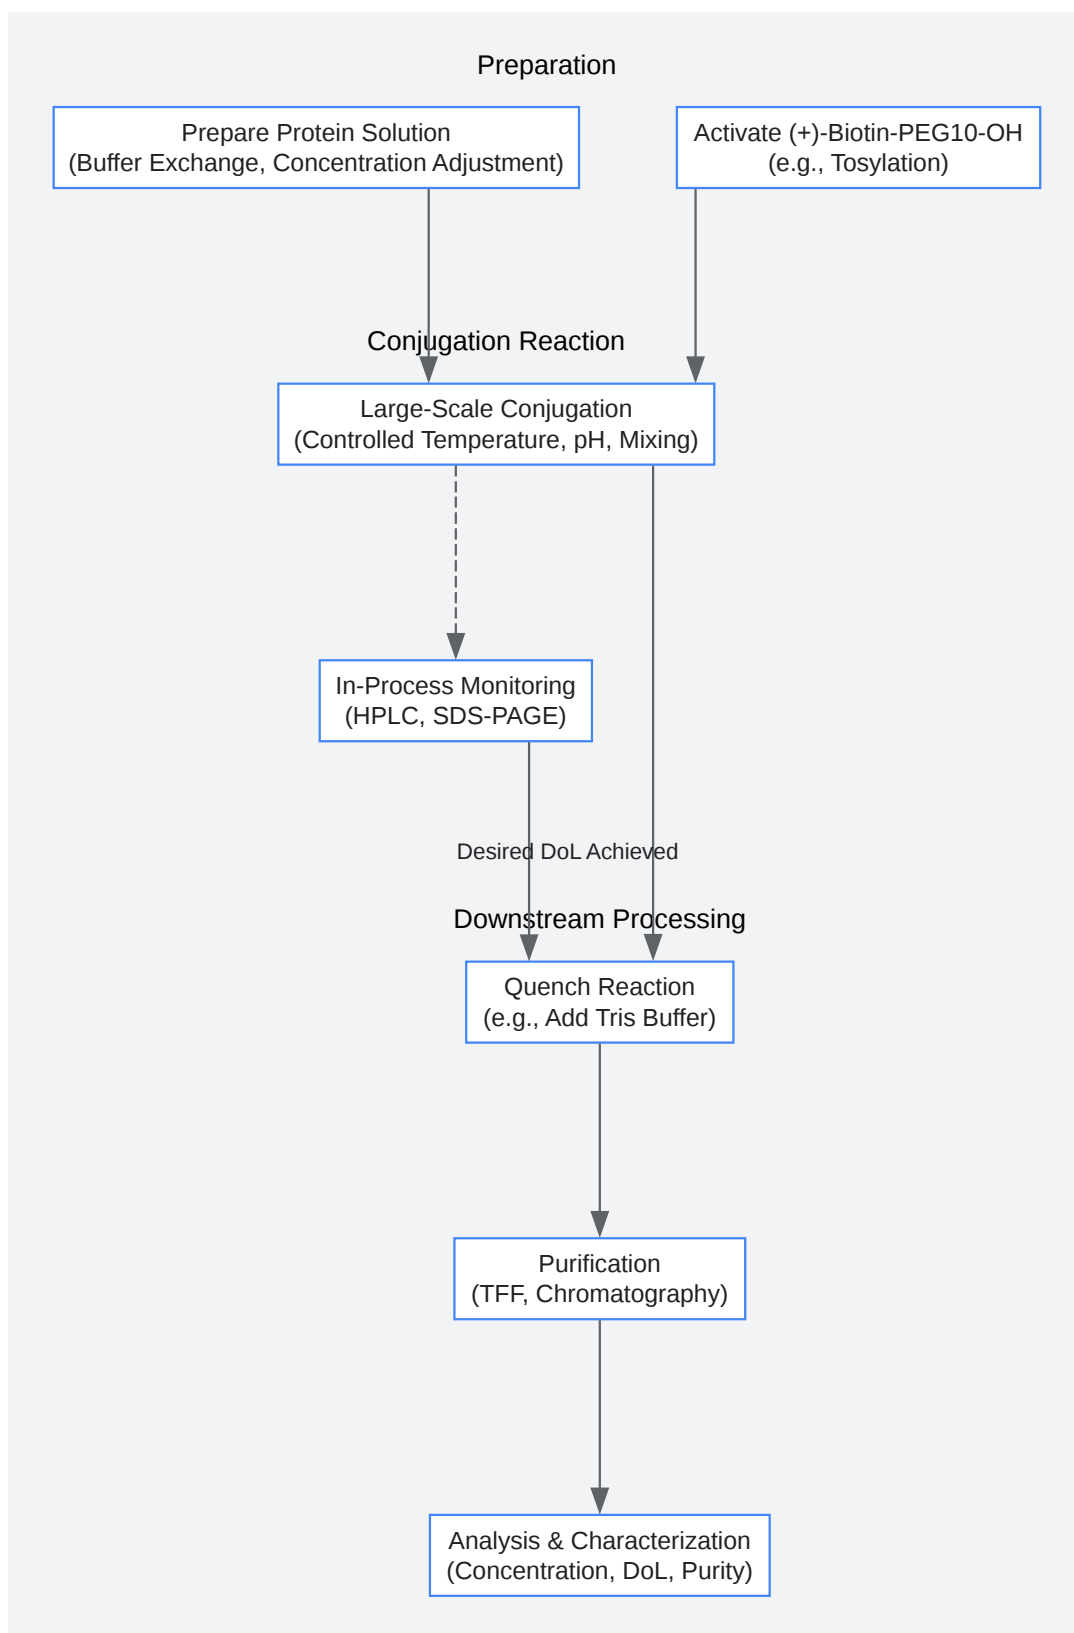 Preparation
Prepare Protein Solution
(Buffer Exchange, Concentration Adjustment)
Activate (+)-Biotin-PEG10-OH
(e.g., Tosylation)
Conjugation Reaction
Large-Scale Conjugation
(Controlled Temperature, pH, Mixing)
In-Process Monitoring
(HPLC, SDS-PAGE)
Desired DoL Achieved
Downstream Processing
Quench Reaction
(e.g., Add Tris Buffer)
Purification
(TFF, Chromatography)
Analysis & Characterization
(Concentration, DoL, Purity)